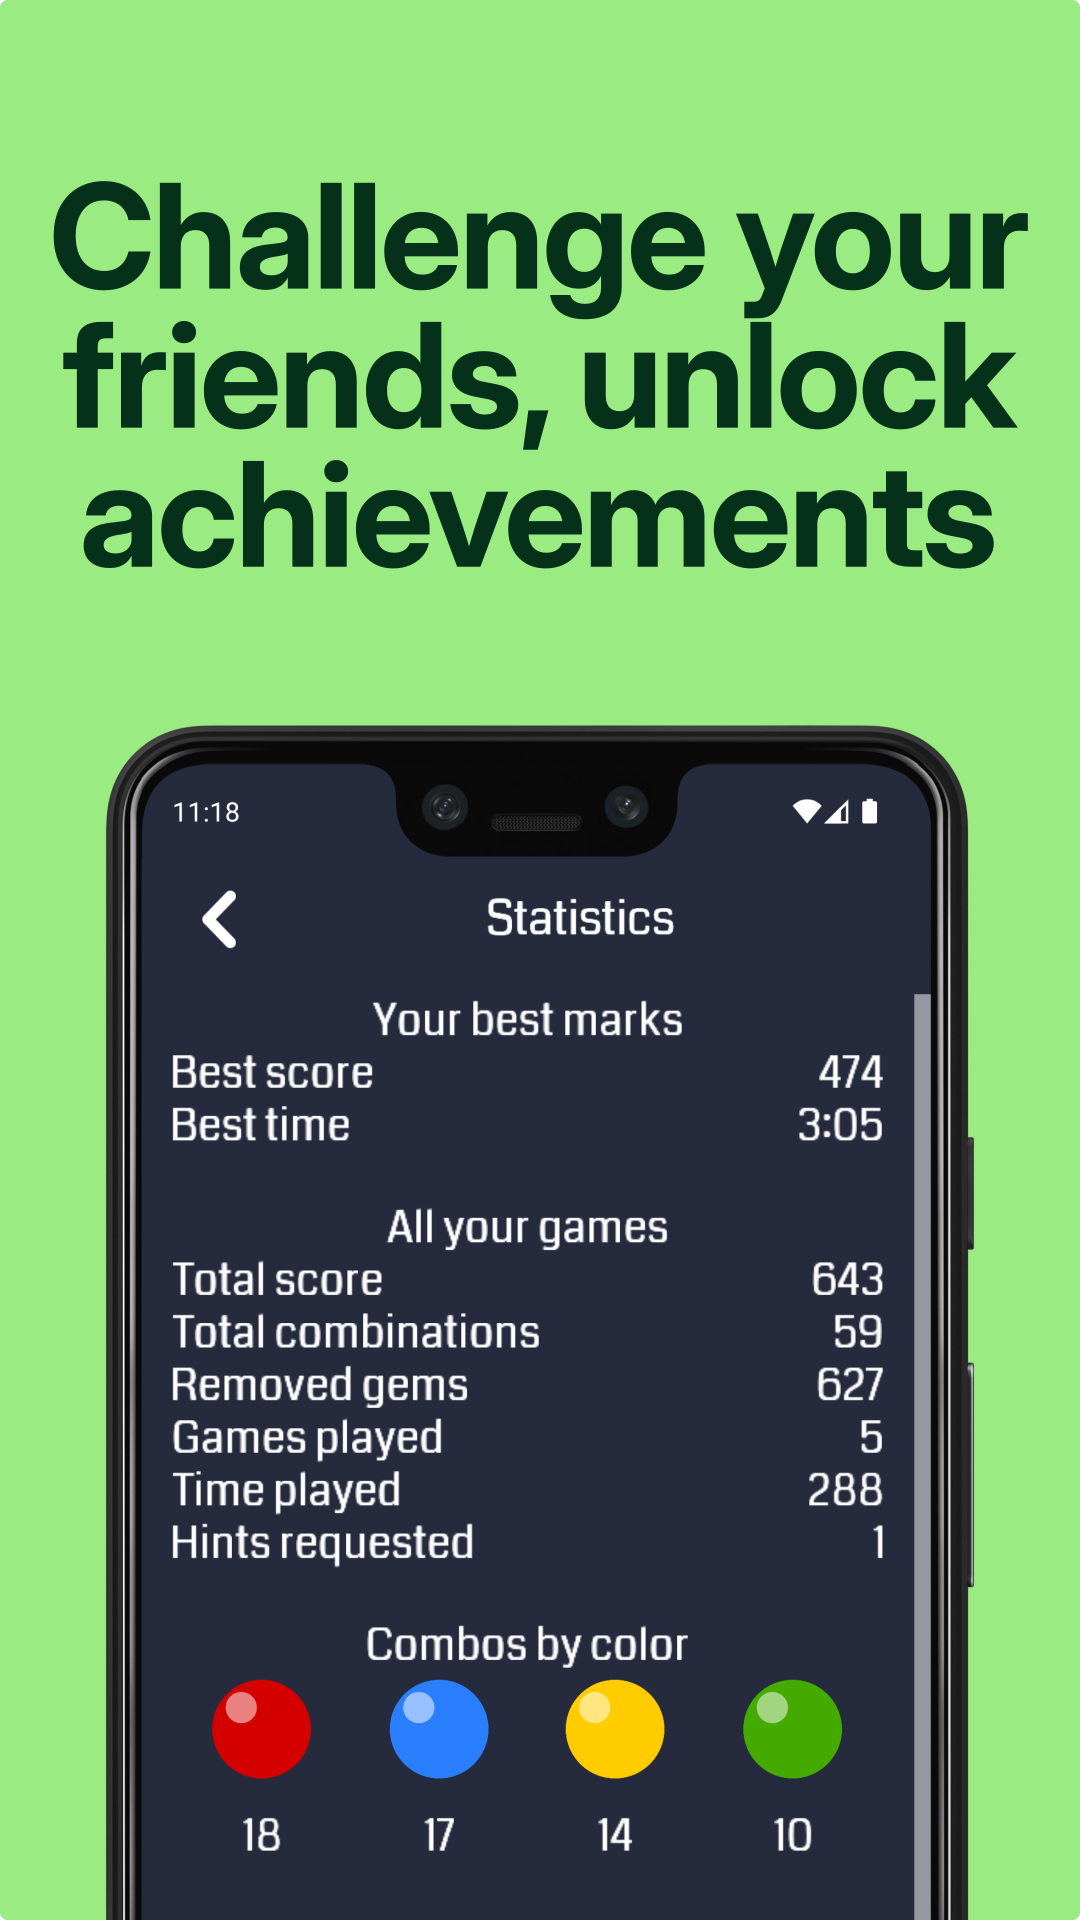 Challenge your
friends, unlock
achievements
11:18
Statistics
Your best marks
Best score 474
Best time 3:05
All your games
Total score 643
Total combinations 59
Removed gems 627
Games played 5
Time played 288
Hints requested 1
Combos by color
18 17 14 10